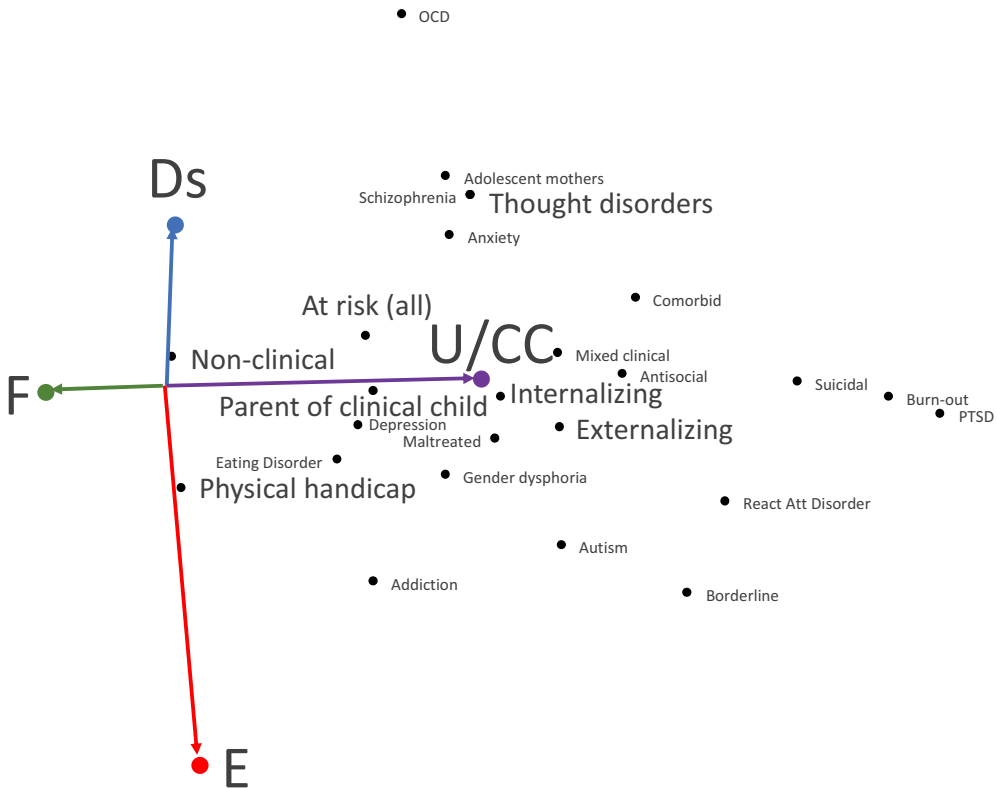 OCD
Ds
Adolescent mothers
Schizophrenia
Thought disorders
Anxiety
At risk (all)
Comorbid
U/CC
Non-clinical
Mixed clinical
Antisocial
Suicidal
F
Internalizing
Burn-out
Parent of clinical child
PTSD
Depression
Externalizing
Maltreated
Eating Disorder
Gender dysphoria
Physical handicap
React Att Disorder
Autism
Addiction
Borderline
E